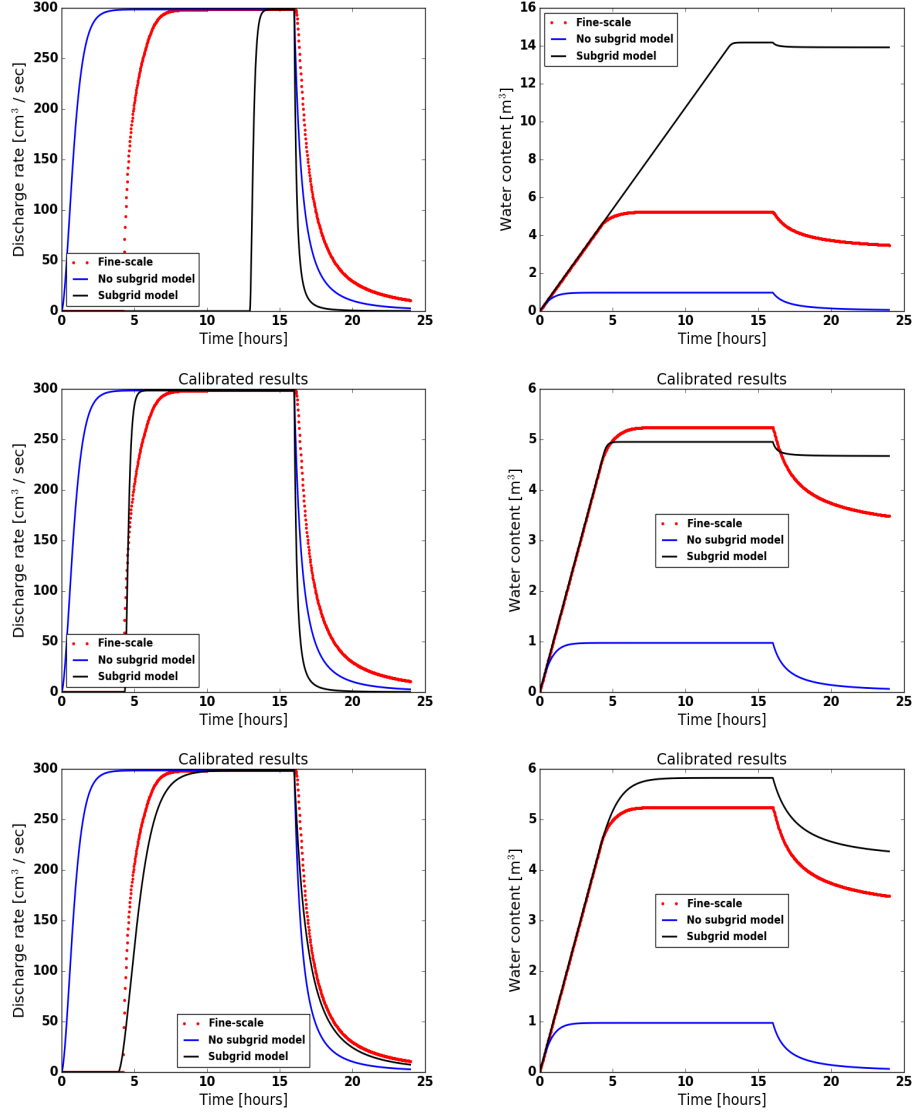 Discharge rate [cm³ / sec]
300
250
200
150
100
50
0
Fine-scale
No subgrid model
Subgrid model
0 5 10 15 20 25
Time [hours]
Water content [m³]
16
14
12
10
8
6
4
2
0
Fine-scale
No subgrid model
Subgrid model
0 5 10 15 20 25
Time [hours]
Calibrated results
Discharge rate [cm³ / sec]
300
250
200
150
100
50
0
Fine-scale
No subgrid model
Subgrid model
0 5 10 15 20 25
Time [hours]
Calibrated results
Water content [m³]
6
5
4
3
2
1
0
Fine-scale
No subgrid model
Subgrid model
0 5 10 15 20 25
Time [hours]
Calibrated results
Discharge rate [cm³ / sec]
300
250
200
150
100
50
0
Fine-scale
No subgrid model
Subgrid model
0 5 10 15 20 25
Time [hours]
Calibrated results
Water content [m³]
6
5
4
3
2
1
0
Fine-scale
No subgrid model
Subgrid model
0 5 10 15 20 25
Time [hours]